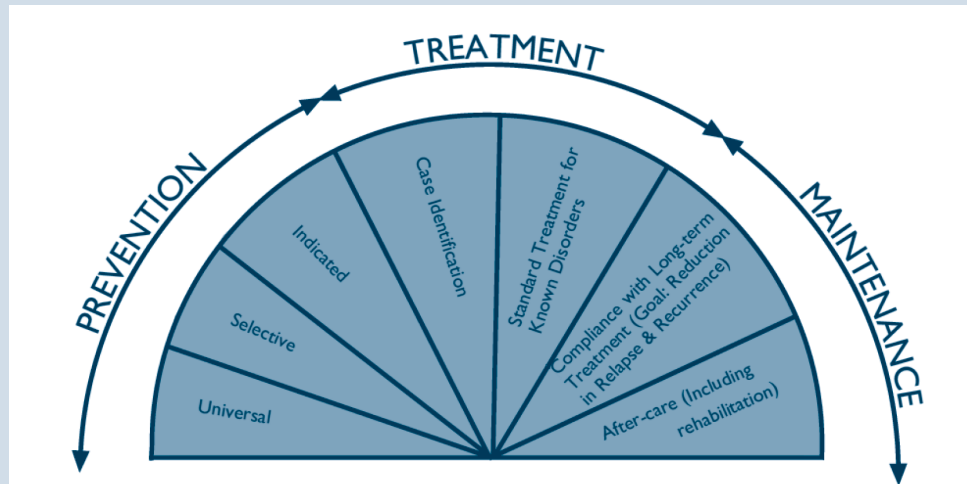 TREATMENT
PREVENTION
MAINTENANCE
Universal
Selective
Indicated
Case Identification
Standard Treatment for
Known Disorders
Compliance with Long-term
Treatment (Goal: Reduction
in Relapse & Recurrence)
After-care (Including
rehabilitation)